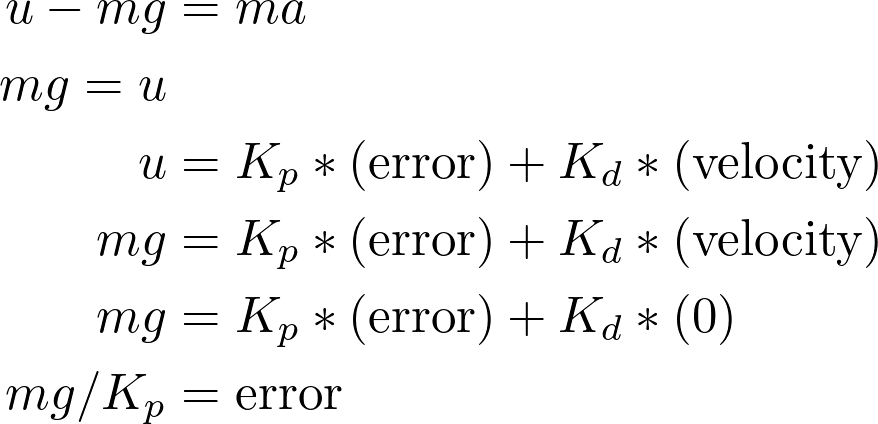 u − mg = ma
mg = u
u = K_p ∗ (error) + K_d ∗ (velocity)
mg = K_p ∗ (error) + K_d ∗ (velocity)
mg = K_p ∗ (error) + K_d ∗ (0)
mg/K_p = error